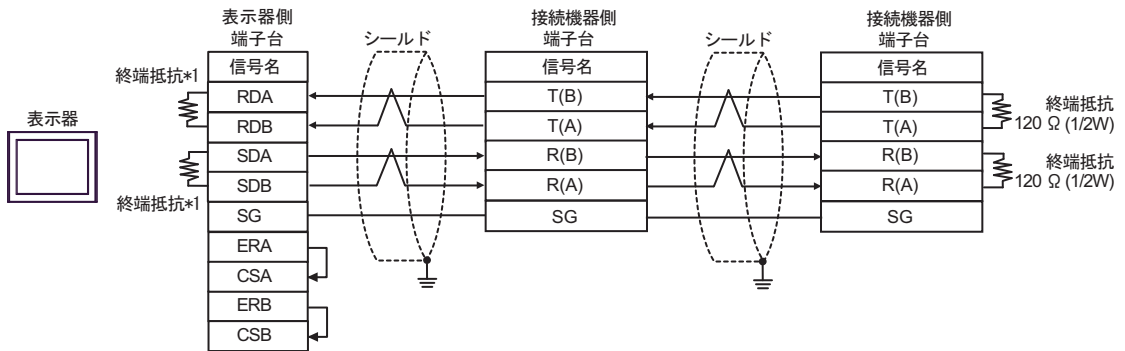 表示器
終端抵抗*1
終端抵抗*1
表示器側
端子台
信号名
RDA
RDB
SDA
SDB
SG
ERA
CSA
ERB
CSB
シールド
接続機器側
端子台
信号名
T(B)
T(A)
R(B)
R(A)
SG
シールド
接続機器側
端子台
信号名
T(B)
T(A)
R(B)
R(A)
SG
終端抵抗
120 Ω (1/2W)
終端抵抗
120 Ω (1/2W)